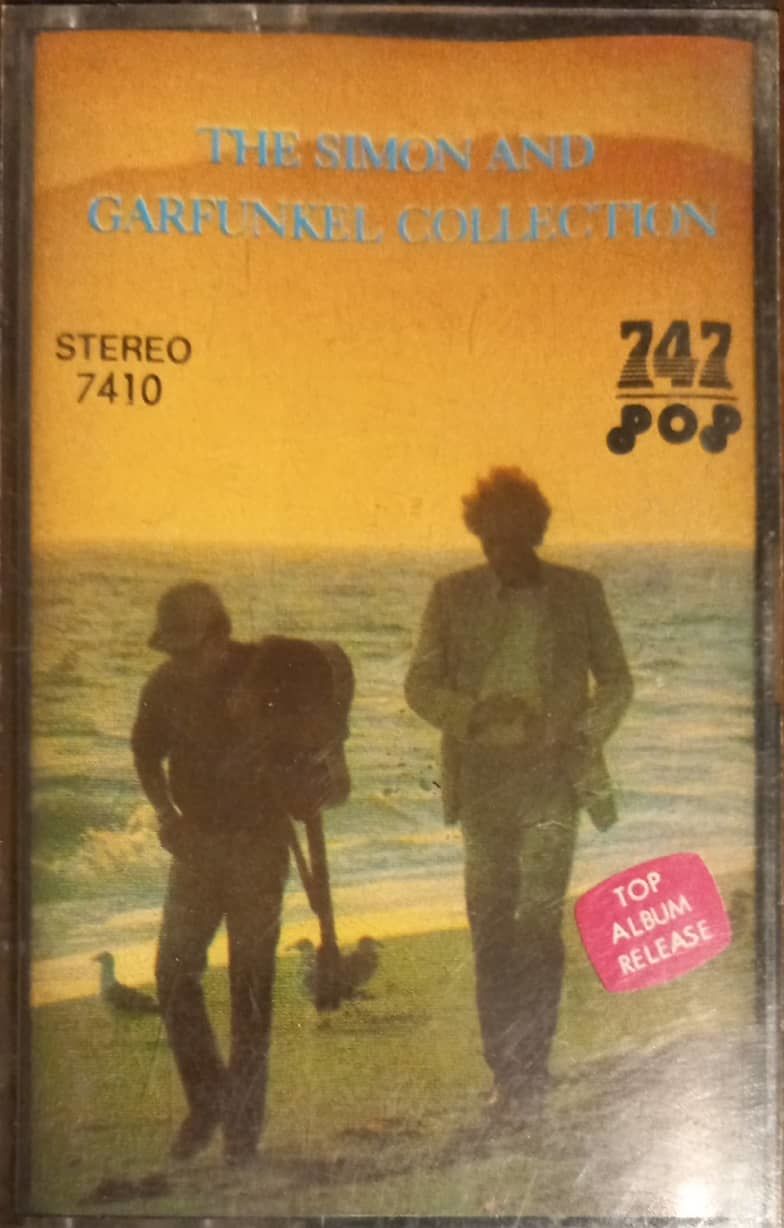 THE SIMON AND
GARFUNKEL COLLECTION
STEREO
7410
747
POP
TOP
ALBUM
RELEASE